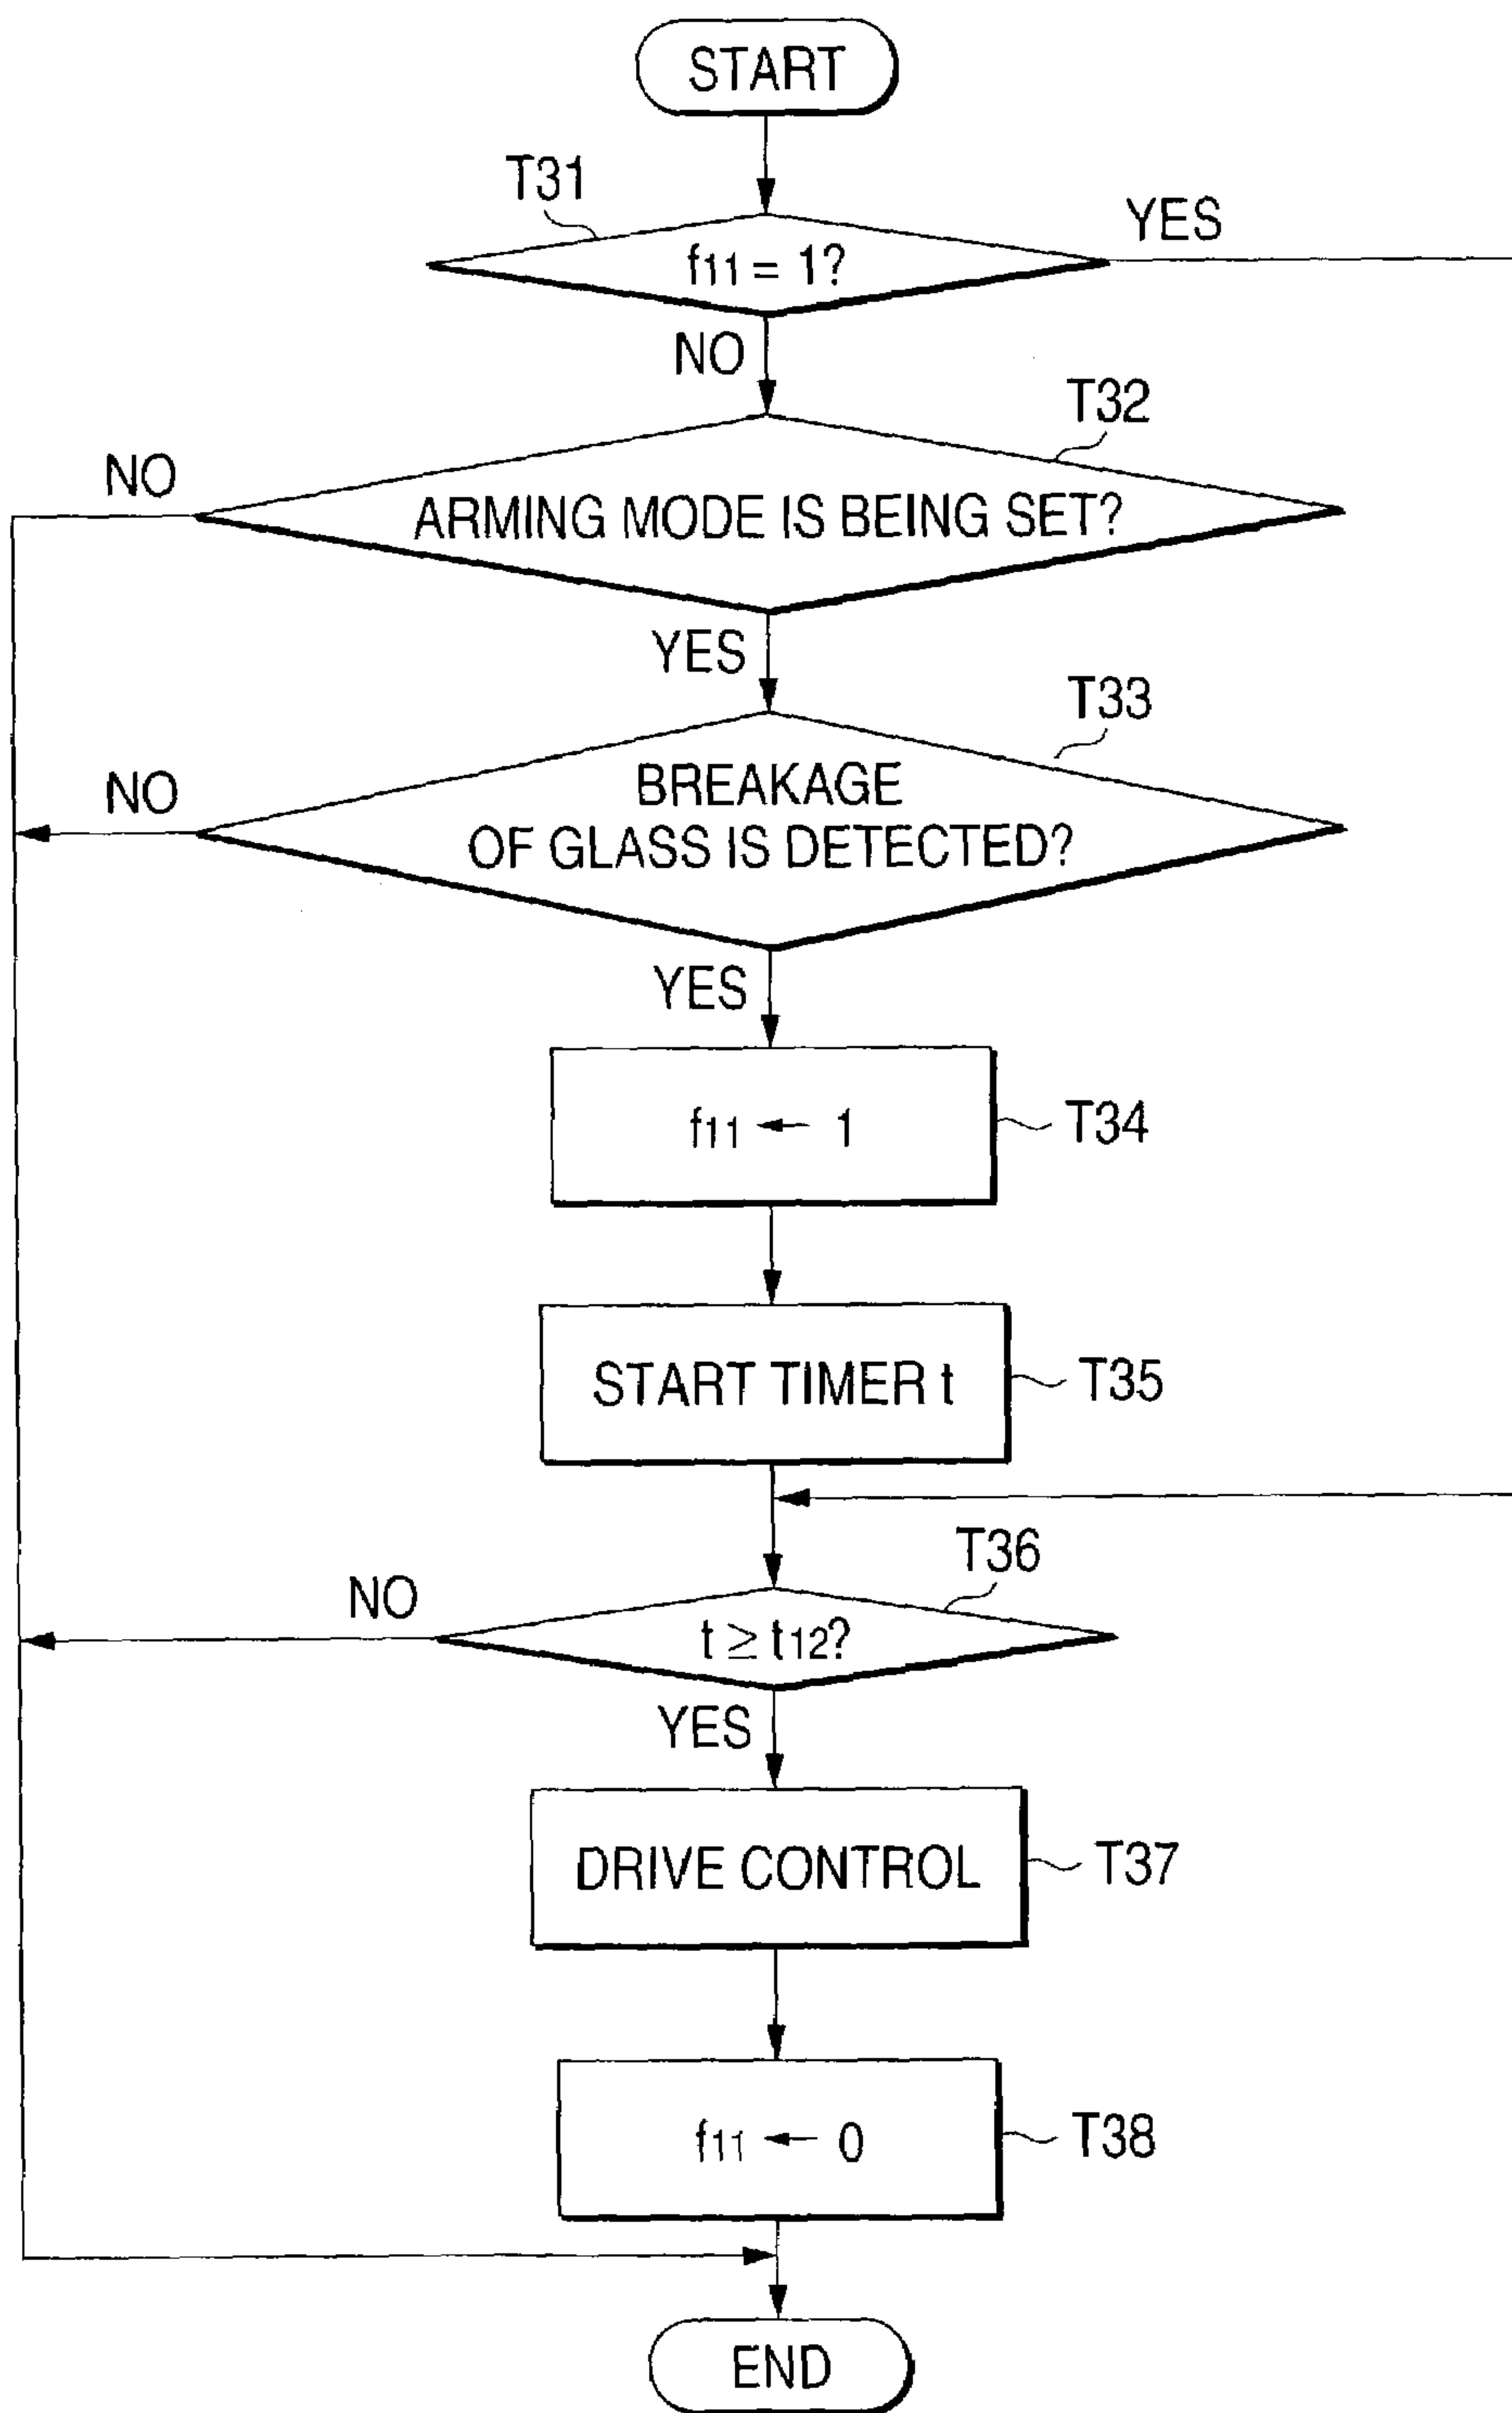 START
T31
YES
f11 = 1?
NO
T32
NO
ARMING MODE IS BEING SET?
YES
T33
NO
BREAKAGE
OF GLASS IS DETECTED?
YES
f11 ← 1
T34
START TIMER t
T35
T36
NO
t ≥ t12?
YES
DRIVE CONTROL
T37
f11 ← 0
T38
END